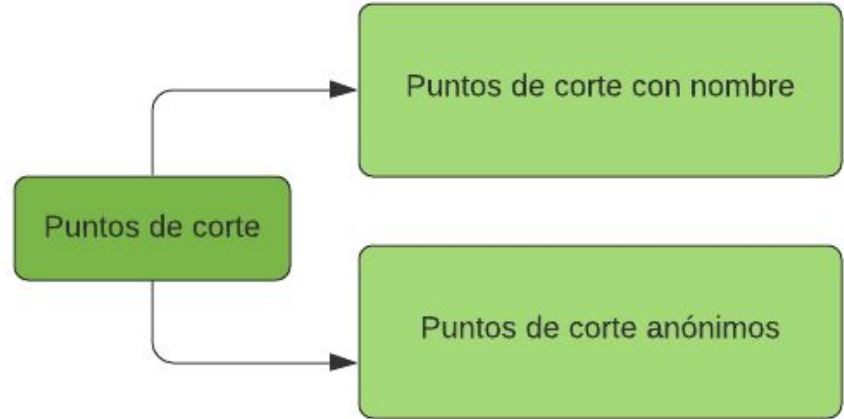 Puntos de corte con nombre
Puntos de corte
Puntos de corte anónimos